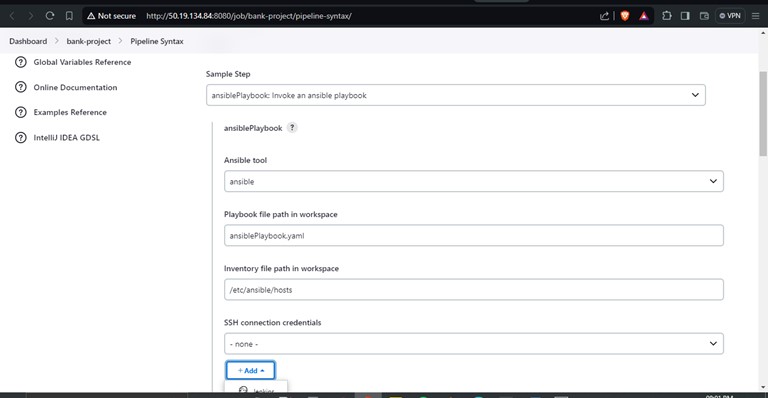 Not secure http://50.19.134.84:8080/job/bank-project/pipeline-syntax/ VPN
Dashboard bank-project Pipeline Syntax
Global Variables Reference
Online Documentation
Examples Reference
IntelliJ IDEA GDSL
Sample Step
ansiblePlaybook: Invoke an ansible playbook
ansiblePlaybook ?
Ansible tool
ansible
Playbook file path in workspace
ansiblePlaybook.yaml
Inventory file path in workspace
/etc/ansible/hosts
SSH connection credentials
- none -
+ Add